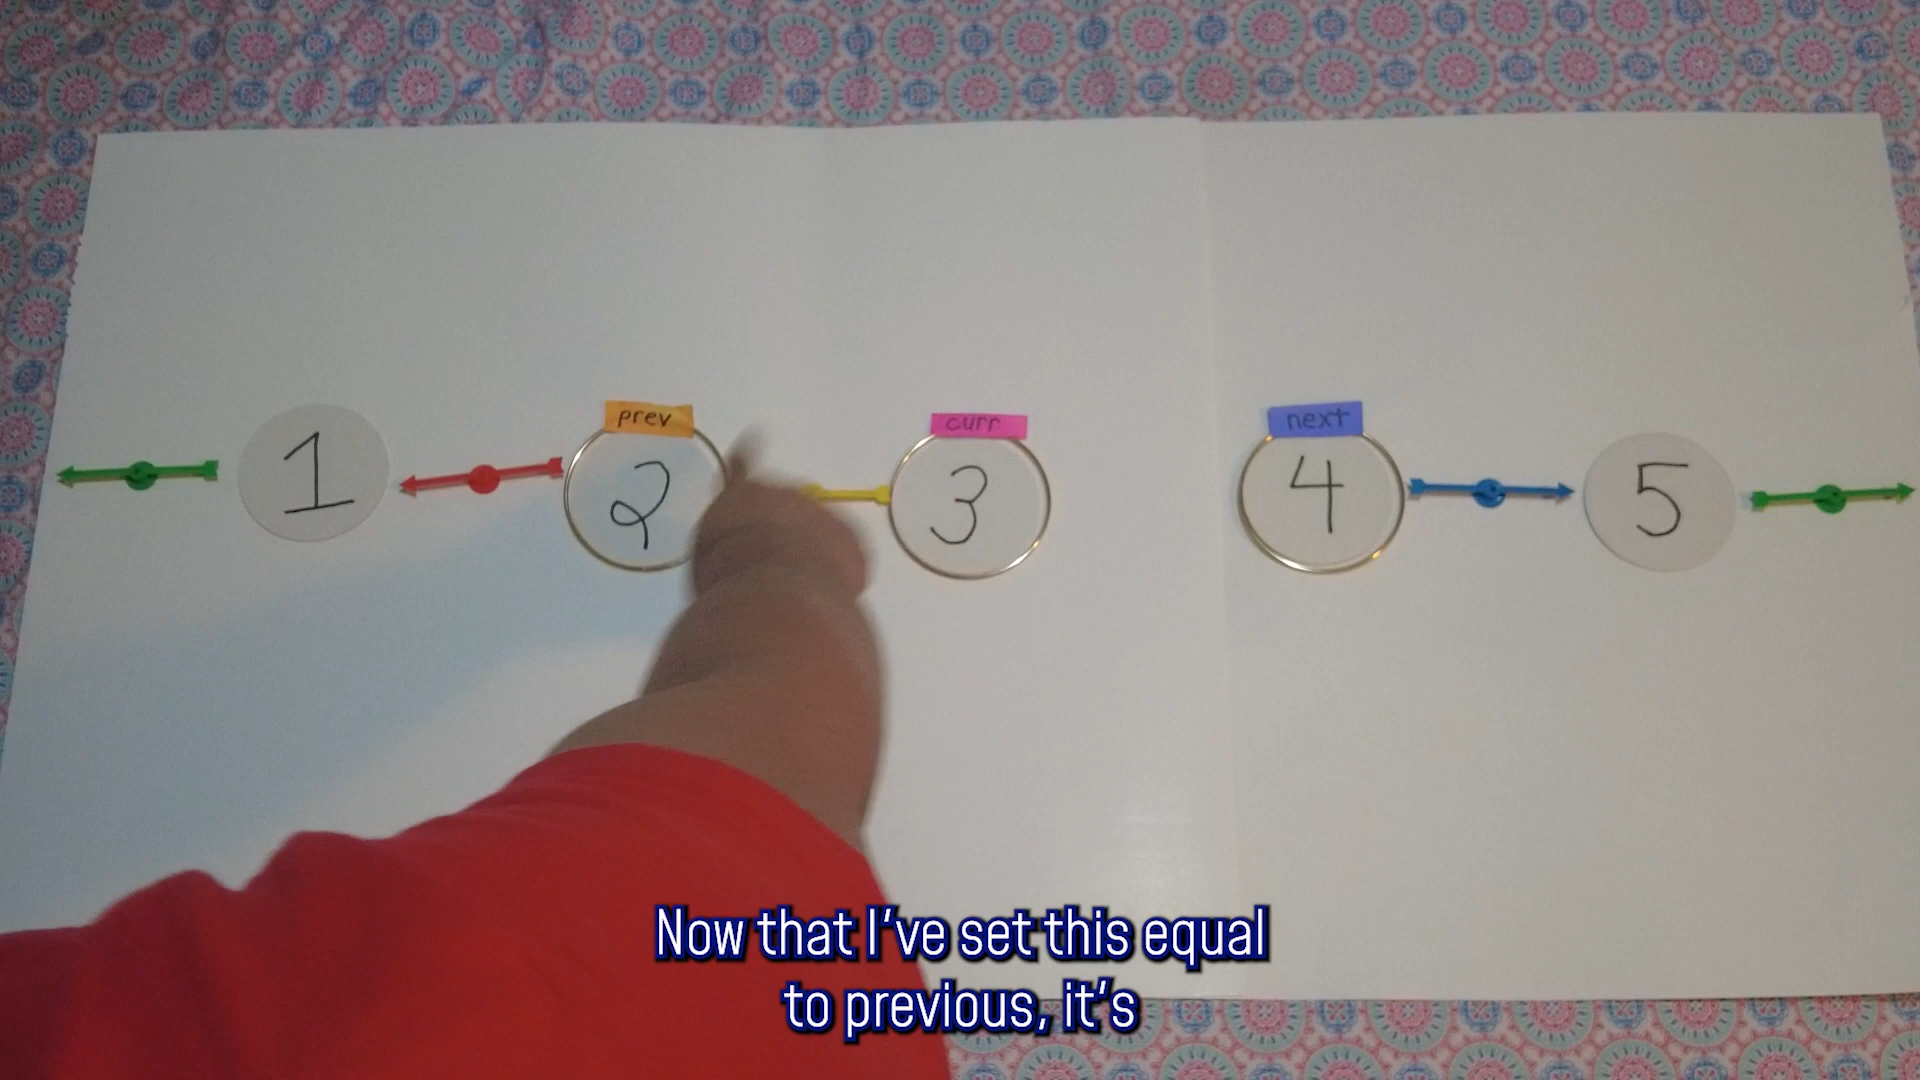 prev
curr
next
1
2
3
4
5
Now that I've set this equal
to previous, it's